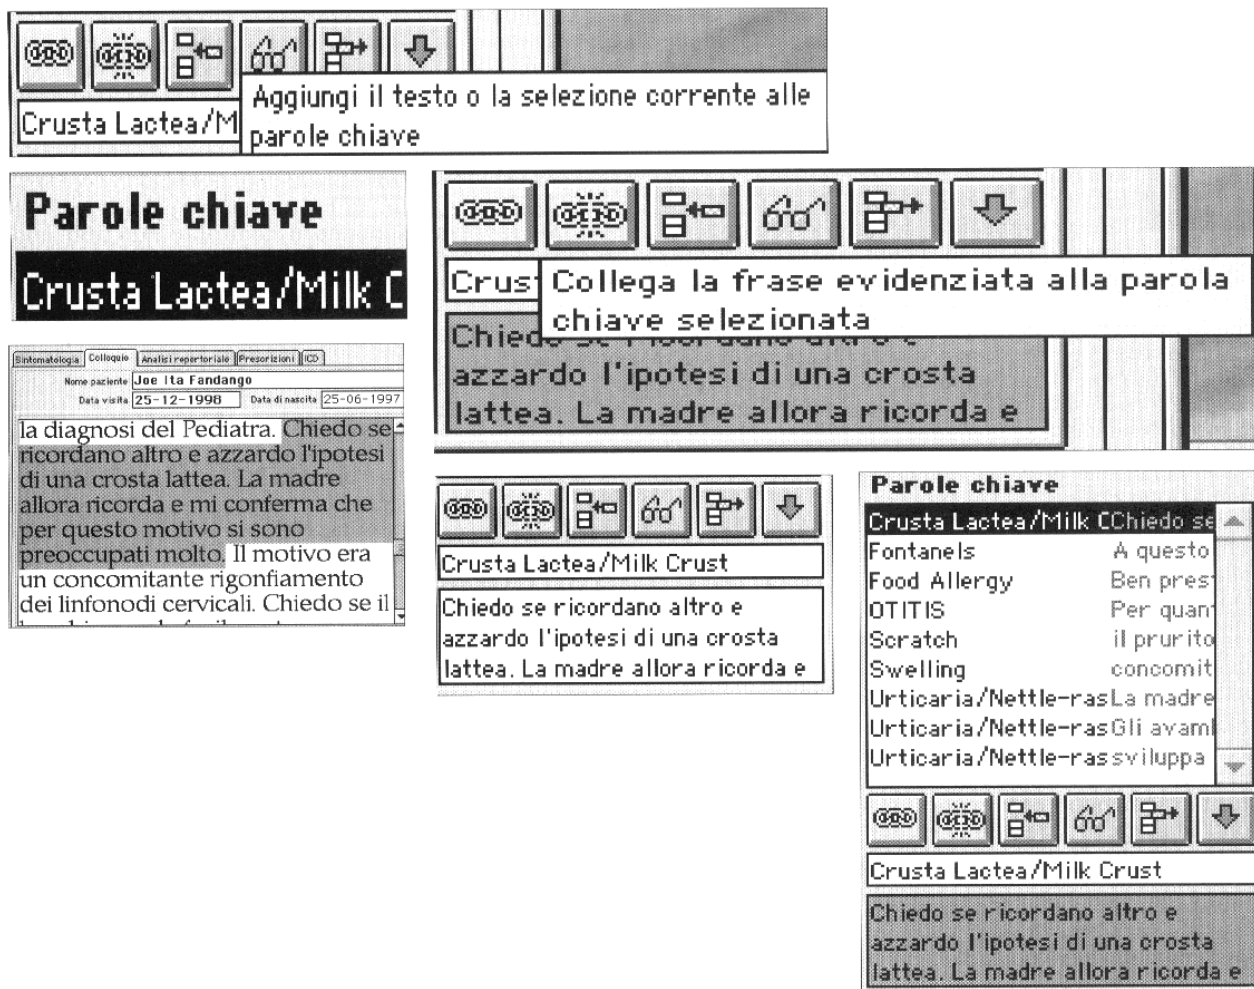 Crusta Lactea/M
Aggiungi il testo o la selezione corrente alle
parole chiave
Parole chiave
Crusta Lactea/Milk C
Crus
Collega la frase evidenziata alla parola
chiave selezionata
Chiedo se ricordano altro e
azzardo l'ipotesi di una crosta
lattea. La madre allora ricorda e
Sintomatologia Colloquio Analisi repertoriale Prescrizioni ICD
Nome paziente Joe Ita Fandango
Data visita 25-12-1998 Data di nascita 25-06-1997
la diagnosi del Pediatra. Chiedo se
ricordano altro e azzardo l'ipotesi
di una crosta lattea. La madre
allora ricorda e mi conferma che
per questo motivo si sono
preoccupati molto. Il motivo era
un concomitante rigonfiamento
dei linfonodi cervicali. Chiedo se il
Crusta Lactea/Milk Crust
Chiedo se ricordano altro e
azzardo l'ipotesi di una crosta
lattea. La madre allora ricorda e
Parole chiave
Crusta Lactea/Milk C Chiedo se
Fontanels A questo
Food Allergy Ben prest
OTITIS Per quant
Scratch il prurito
Swelling concomit
Urticaria/Nettle-ras La madre
Urticaria/Nettle-ras Gli avaml
Urticaria/Nettle-ras sviluppa
Crusta Lactea/Milk Crust
Chiedo se ricordano altro e
azzardo l'ipotesi di una crosta
lattea. La madre allora ricorda e